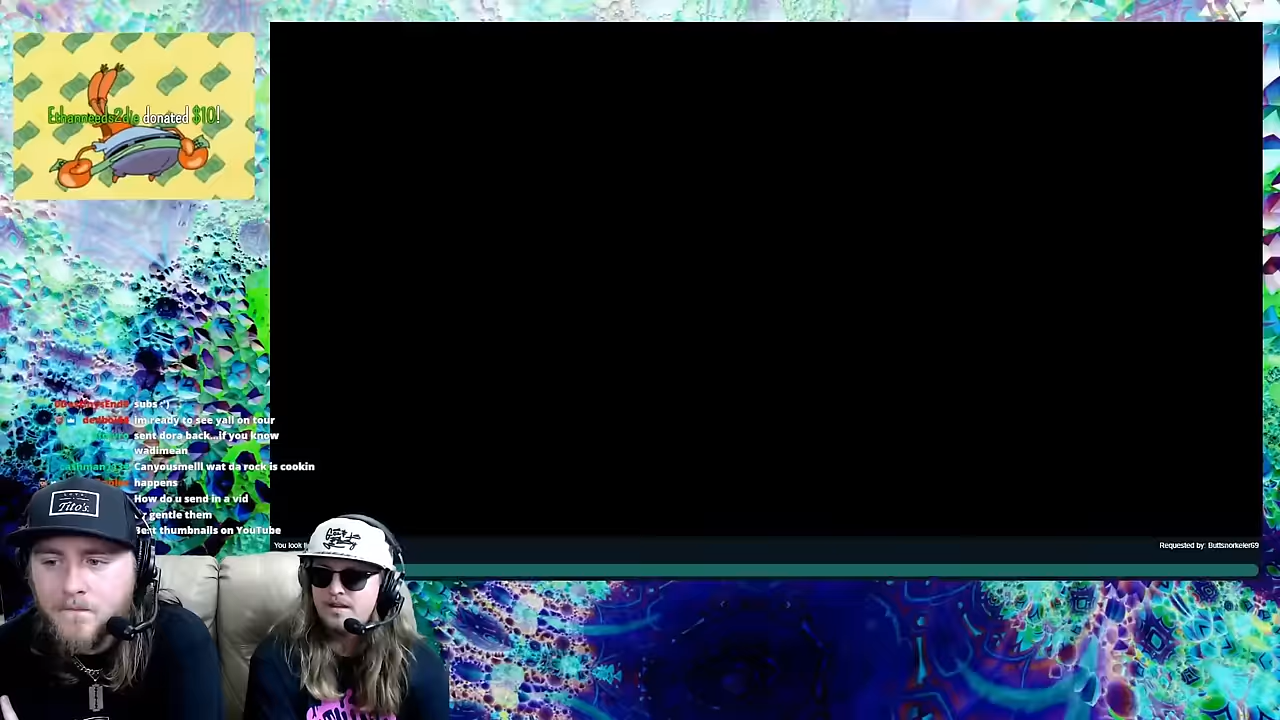 Ethanneeds2die donated $10!
subs :')
im ready to see yall on tour
sent dora back...if you know
wadimean
Canyousmelll wat da rock is cookin
happens
How do u send in a vid
gentle them
Best thumbnails on YouTube
Tito's
You look
Requested by: Buttsnorkeler69